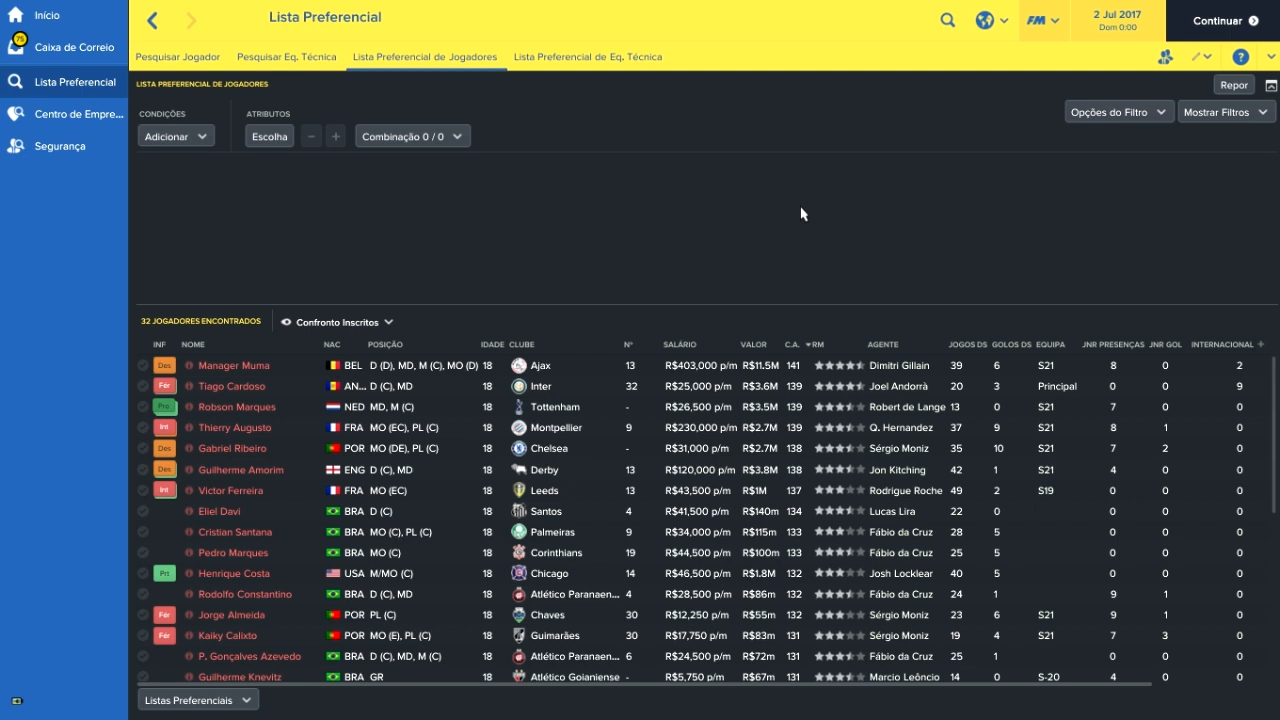 Início
Lista Preferencial
FM
2 Jul 2017
Dom 0:00
Continuar
75
Caixa de Correio
Pesquisar Jogador Pesquisar Eq. Técnica Lista Preferencial de Jogadores Lista Preferencial de Eq. Técnica
Lista Preferencial
LISTA PREFERENCIAL DE JOGADORES
Repor
Centro de Empre...
CONDIÇÕES ATRIBUTOS
Opções do Filtro Mostrar Filtros
Adicionar Escolha Combinação 0 / 0
Segurança
32 JOGADORES ENCONTRADOS Confronto Inscritos
INF NOME NAC POSIÇÃO IDADE CLUBE Nº SALÁRIO VALOR C.A. RM AGENTE JOGOS DS GOLOS DS EQUIPA JNR PRESENÇAS JNR GOL INTERNACIONAL +
Des Manager Muma BEL D (D), MD, M (C), MO (D) 18 Ajax 13 R$403,000 p/m R$11.5M 141 Dimitri Gillain 39 6 S21 8 0 2
Fér Tiago Cardoso AN... D (C), MD 18 Inter 32 R$25,000 p/m R$3.6M 139 Joel Andorrà 20 3 Principal 0 0 9
Pro Robson Marques NED MD, M (C) 18 Tottenham - R$26,500 p/m R$3.5M 139 Robert de Lange 13 0 S21 7 0 0
Int Thierry Augusto FRA MO (EC), PL (C) 18 Montpellier 9 R$230,000 p/m R$2.7M 139 Q. Hernandez 37 9 S21 8 1 0
Des Gabriel Ribeiro POR MO (DE), PL (C) 18 Chelsea - R$31,000 p/m R$2.7M 138 Sérgio Moniz 35 10 S21 7 2 0
Des Guilherme Amorim ENG D (C), MD 18 Derby 13 R$120,000 p/m R$3.8M 138 Jon Kitching 42 1 S21 4 0 0
Int Victor Ferreira FRA MO (EC) 18 Leeds 13 R$43,500 p/m R$1M 137 Rodrigue Roche 49 2 S19 0 0 0
Eliel Davi BRA D (C) 18 Santos 4 R$41,500 p/m R$140m 134 Lucas Lira 22 0 0 0 0
Cristian Santana BRA MO (C), PL (C) 18 Palmeiras 9 R$34,000 p/m R$115m 133 Fábio da Cruz 28 5 0 0 0
Pedro Marques BRA MO (C) 18 Corinthians 19 R$44,500 p/m R$100m 133 Fábio da Cruz 25 5 0 0 0
Prt Henrique Costa USA M/MO (C) 18 Chicago 14 R$46,500 p/m R$1.8M 132 Josh Locklear 40 5 0 0 0
Rodolfo Constantino BRA D (C), MD 18 Atlético Paranaen... 4 R$28,500 p/m R$86m 132 Fábio da Cruz 24 1 9 1 0
Fér Jorge Almeida POR PL (C) 18 Chaves 30 R$12,250 p/m R$55m 132 Sérgio Moniz 23 6 S21 9 1 0
Fér Kaiky Calixto POR MO (E), PL (C) 18 Guimarães 30 R$17,750 p/m R$83m 131 Sérgio Moniz 19 4 S21 7 3 0
P. Gonçalves Azevedo BRA D (C), MD, M (C) 18 Atlético Paranaen... 6 R$24,500 p/m R$72m 131 Fábio da Cruz 25 1 0 0 0
Guilherme Knevitz BRA GR 18 Atlético Goianiense - R$5,750 p/m R$67m 131 Marcio Leôncio 14 0 S-20 4 0 0
Listas Preferenciais